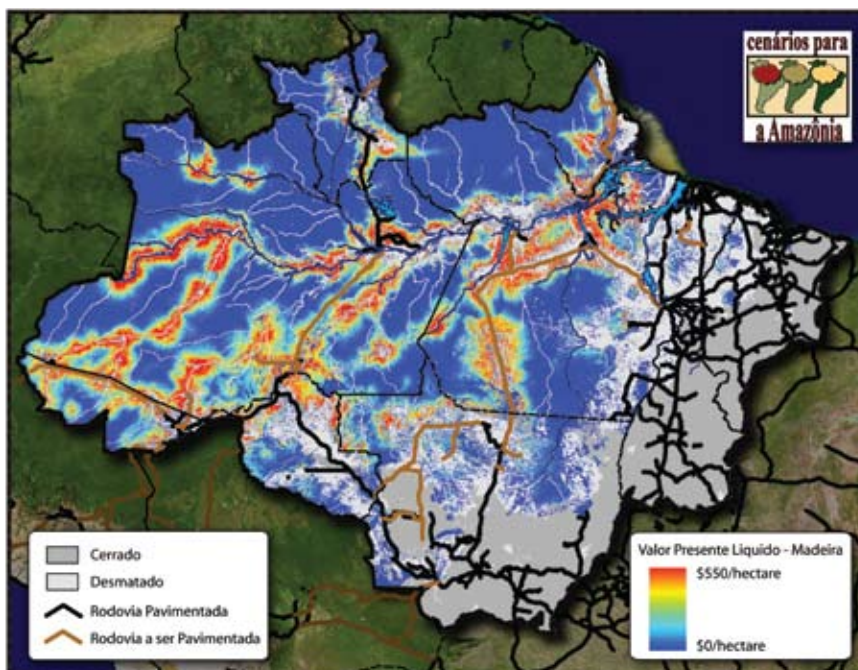 cenários para
a Amazônia
Cerrado
Desmatado
Rodovia Pavimentada
Rodovia a ser Pavimentada
Valor Presente Liquido - Madeira
$550/hectare
$0/hectare